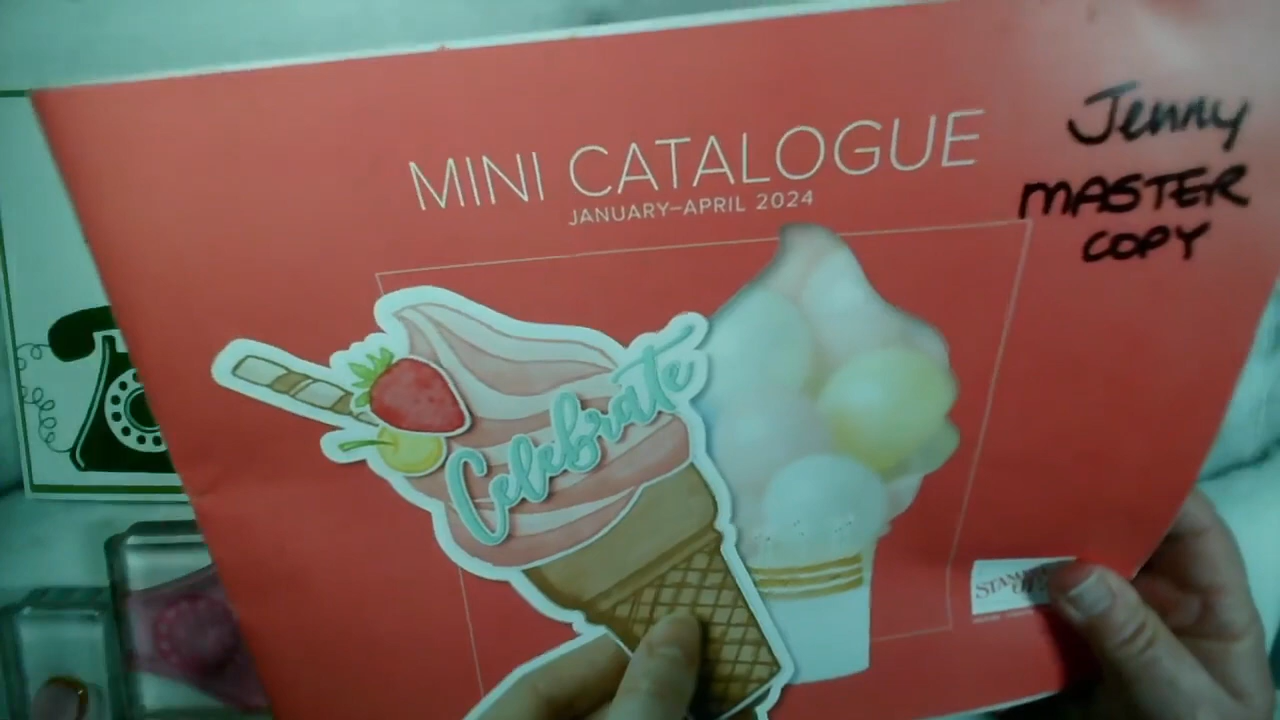 MINI CATALOGUE
JANUARY–APRIL 2024
Jenny
MASTER
COPY
Celebrate